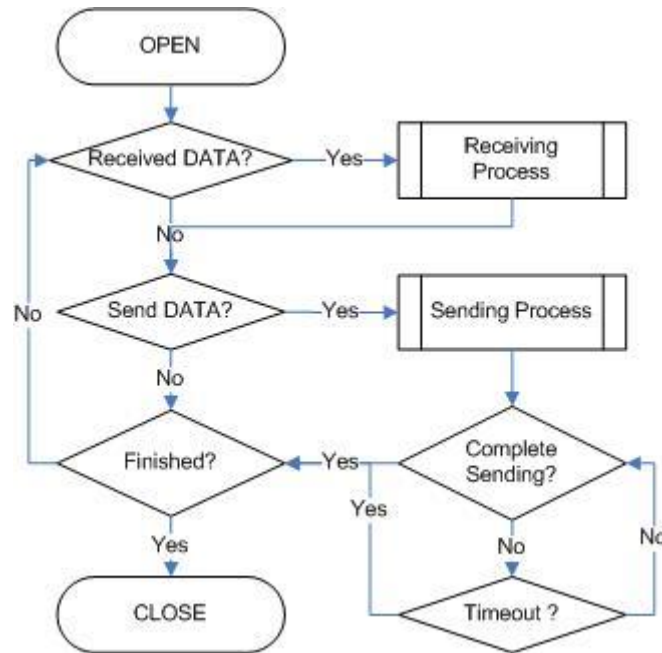 OPEN
Received DATA?
Yes
Receiving
Process
No
Send DATA?
Yes
Sending Process
No
No
Finished?
Yes
Complete
Sending?
Yes
No
No
Yes
CLOSE
Timeout ?